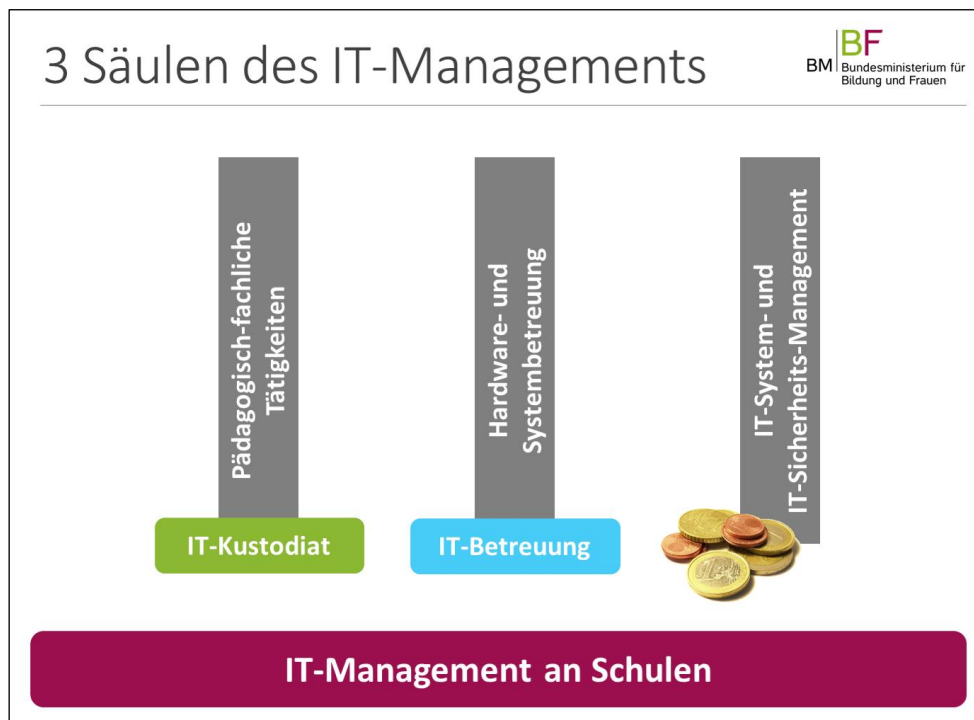 3 Säulen des IT-Managements
BF
BM Bundesministerium für
Bildung und Frauen
Pädagogisch-fachliche
Tätigkeiten
Hardware- und
Systembetreuung
IT-System- und
IT-Sicherheits-Management
IT-Kustodiat
IT-Betreuung
IT-Management an Schulen